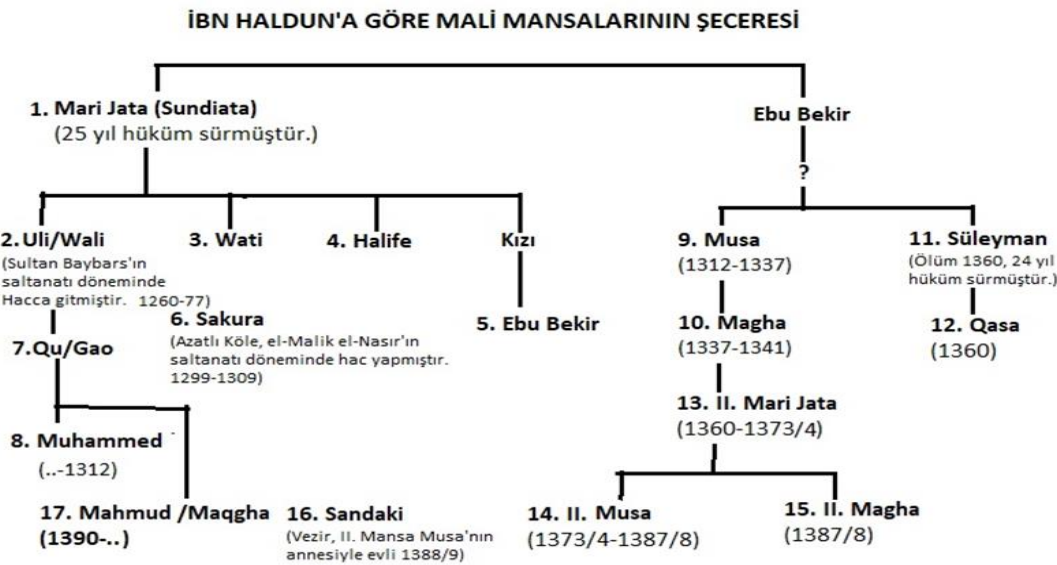 İBN HALDUN'A GÖRE MALİ MANSALARININ ŞECERESİ
1. Mari Jata (Sundiata)
(25 yıl hüküm sürmüştür.)
Ebu Bekir
?
2.Uli/Wali
(Sultan Baybars'ın
saltanatı döneminde
Hacca gitmiştir. 1260-77)
3. Wati
4. Halife
Kızı
9. Musa
(1312-1337)
11. Süleyman
(Ölüm 1360, 24 yıl
hüküm sürmüştür.)
7.Qu/Gao
6. Sakura
(Azatlı Köle, el-Malik el-Nasır'ın
saltanatı döneminde hac yapmıştır.
1299-1309)
5. Ebu Bekir
10. Magha
(1337-1341)
12. Qasa
(1360)
13. II. Mari Jata
(1360-1373/4)
8. Muhammed
(..-1312)
17. Mahmud /Maqgha
(1390-..)
16. Sandaki
(Vezir, II. Mansa Musa'nın
annesiyle evli 1388/9)
14. II. Musa
(1373/4-1387/8)
15. II. Magha
(1387/8)